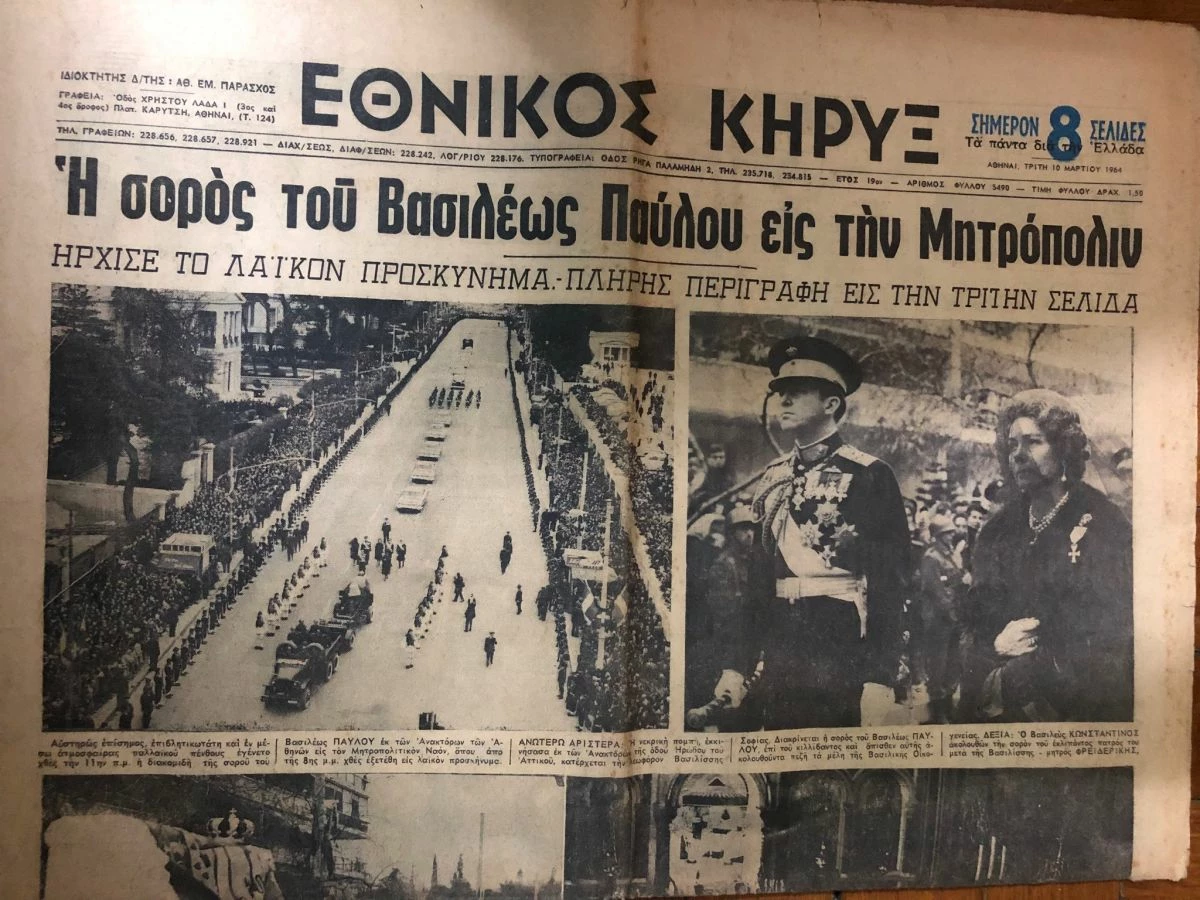 ΙΔΙΟΚΤΗΤΗΣ Δ/ΤΗΣ : ΑΘ. ΕΜ. ΠΑΡΑΣΧΟΣ
ΓΡΑΦΕΙΑ: Ὁδὸς ΧΡΗΣΤΟΥ ΛΑΔΑ 1 (3ος καὶ
4ος ὄροφος) Πλατ. ΚΑΡΥΤΣΗ, ΑΘΗΝΑΙ, (Τ. 124)
ΕΘΝΙΚΟΣ ΚΗΡΥΞ
ΣΗΜΕΡΟΝ 8 ΣΕΛΙΔΕΣ
Τὰ πάντα διὰ τὴν Ἑλλάδα
ΑΘΗΝΑΙ, ΤΡΙΤΗ 10 ΜΑΡΤΙΟΥ 1964
ΤΗΛ. ΓΡΑΦΕΙΩΝ: 228.656, 228.657, 228.921 — ΔΙΑΧ/ΣΕΩΣ, ΔΙΑΦ/ΣΕΩΝ: 228.242, ΛΟΓ/ΡΙΟΥ 228.176, ΤΥΠΟΓΡΑΦΕΙΑ: ΟΔΟΣ ΡΗΓΑ ΠΑΛΑΜΗΔΗ 2, ΤΗΛ. 235.718, 234.815 — ΕΤΟΣ 19ον — ΑΡΙΘΜΟΣ ΦΥΛΛΟΥ 5490 — ΤΙΜΗ ΦΥΛΛΟΥ ΔΡΑΧ. 1,50
Ἡ σορὸς τοῦ Βασιλέως Παύλου εἰς τὴν Μητρόπολιν
ΗΡΧΙΣΕ ΤΟ ΛΑΪΚΟΝ ΠΡΟΣΚΥΝΗΜΑ.- ΠΛΗΡΗΣ ΠΕΡΙΓΡΑΦΗ ΕΙΣ ΤΗΝ ΤΡΙΤΗΝ ΣΕΛΙΔΑ
Αὐστηρῶς ἐπίσημος, ἐπιβλητικωτάτη καὶ ἐν μέ-
σῳ ἀτμοσφαίρας παλλαϊκοῦ πένθους ἐγένετο
χθὲς τὴν 11ην π.μ. ἡ διακομιδὴ τῆς σοροῦ τοῦ
Βασιλέως ΠΑΥΛΟΥ ἐκ τῶν Ἀνακτόρων τῶν Ἀ-
θηνῶν εἰς τὸν Μητροπολιτικὸν Ναόν, ὅπου ἀπὸ
τῆς 8ης μ.μ. χθὲς ἐξετέθη εἰς λαϊκὸν προσκύνημα.
ΑΝΩΤΕΡΩ ΑΡΙΣΤΕΡΑ: Ἡ νεκρικὴ πομπή, ἐκκι-
νήσασα ἐκ τῶν Ἀνακτόρων τῆς ὁδοῦ Ἡρώδου τοῦ
Ἀττικοῦ, κατέρχεται τὴν λεωφόρον Βασιλίσσης
Σοφίας. Διακρίνεται ἡ σορὸς τοῦ Βασιλέως ΠΑΥ-
ΛΟΥ, ἐπὶ τοῦ κιλλίβαντος καὶ ὄπισθεν αὐτῆς ἀ-
κολουθοῦντα πεζῇ τὰ μέλη τῆς Βασιλικῆς Οἰκο-
γενείας. ΔΕΞΙΑ: Ὁ Βασιλεὺς ΚΩΝΣΤΑΝΤΙΝΟΣ
ἀκολουθῶν τὴν σορὸν τοῦ ἐκλιπόντος πατρός του
μετὰ τῆς Βασιλίσσης - μητρὸς ΦΡΕΙΔΕΡΙΚΗΣ.